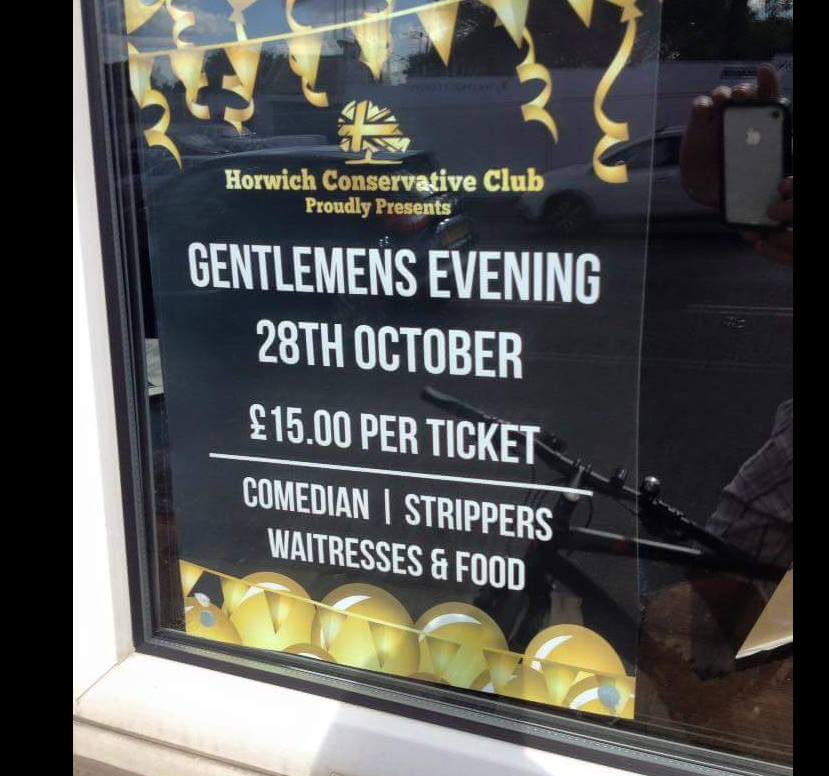 Horwich Conservative Club
Proudly Presents
GENTLEMENS EVENING
28TH OCTOBER
£15.00 PER TICKET
COMEDIAN | STRIPPERS
WAITRESSES & FOOD